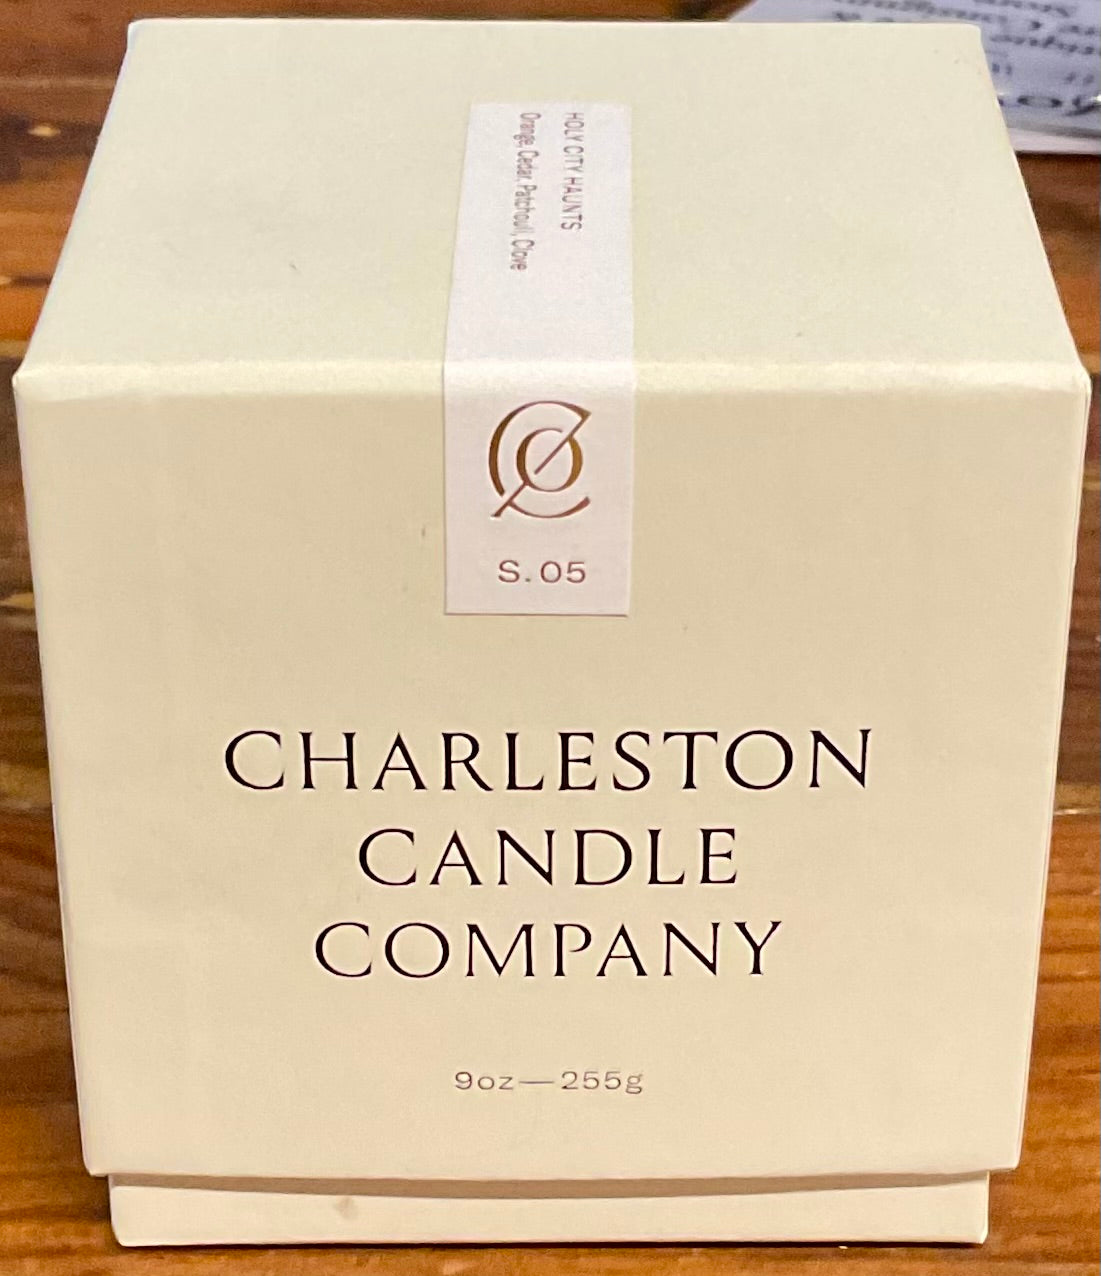 HOLY CITY HAUNTS
Orange, Cedar, Patchouli, Clove
S. 05
CHARLESTON
CANDLE
COMPANY
9oz—255g